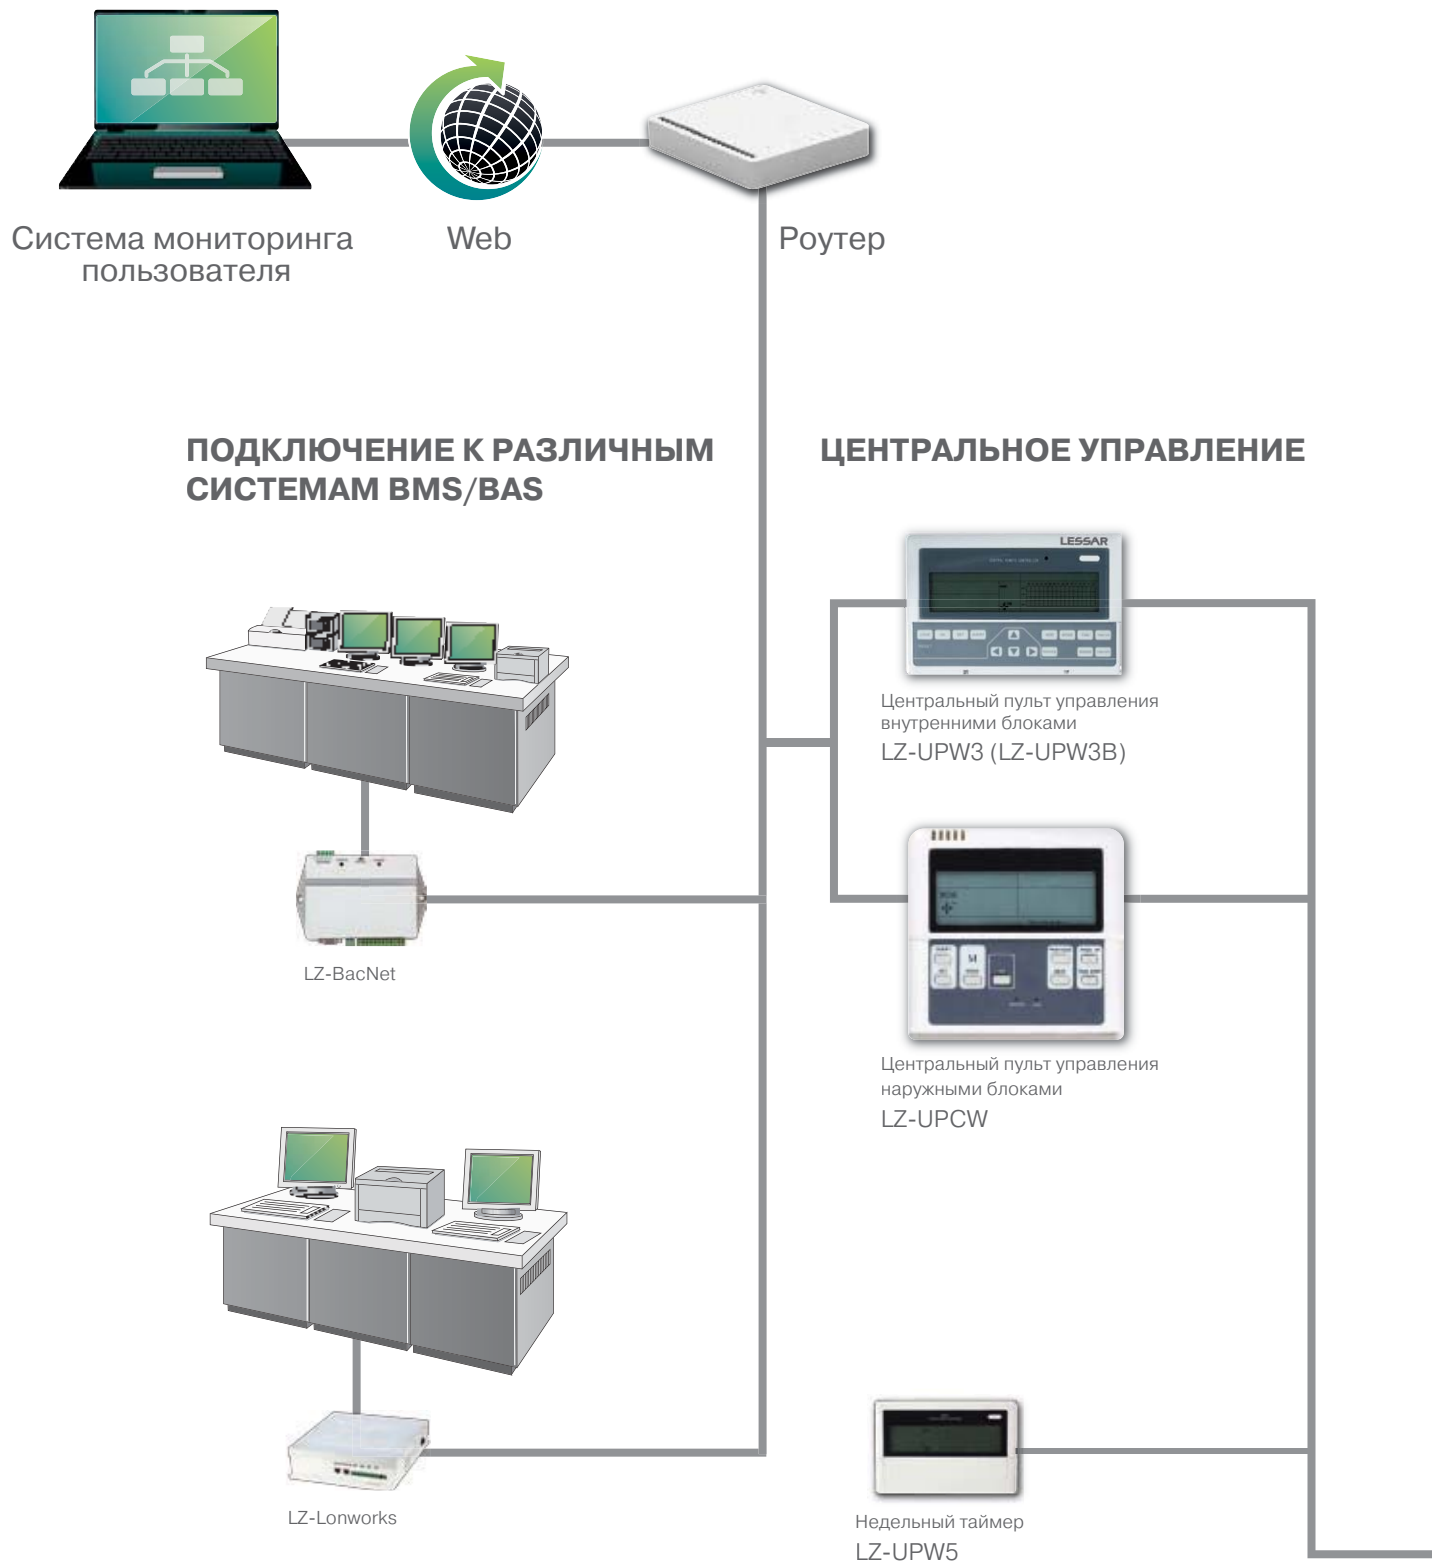 Система мониторинга
пользователя
Web
Роутер
ПОДКЛЮЧЕНИЕ К РАЗЛИЧНЫМ
СИСТЕМАМ BMS/BAS
ЦЕНТРАЛЬНОЕ УПРАВЛЕНИЕ
LESSAR
Центральный пульт управления
внутренними блоками
LZ-UPW3 (LZ-UPW3B)
LZ-BacNet
Центральный пульт управления
наружными блоками
LZ-UPCW
LZ-Lonworks
Недельный таймер
LZ-UPW5